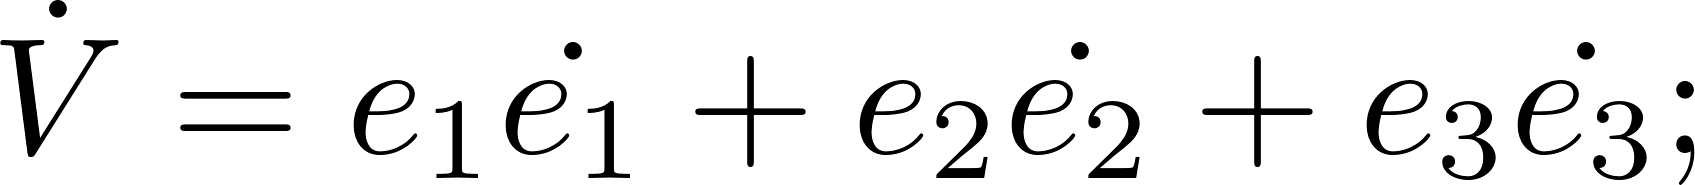 V̇ = e₁ė₁ + e₂ė₂ + e₃ė₃;